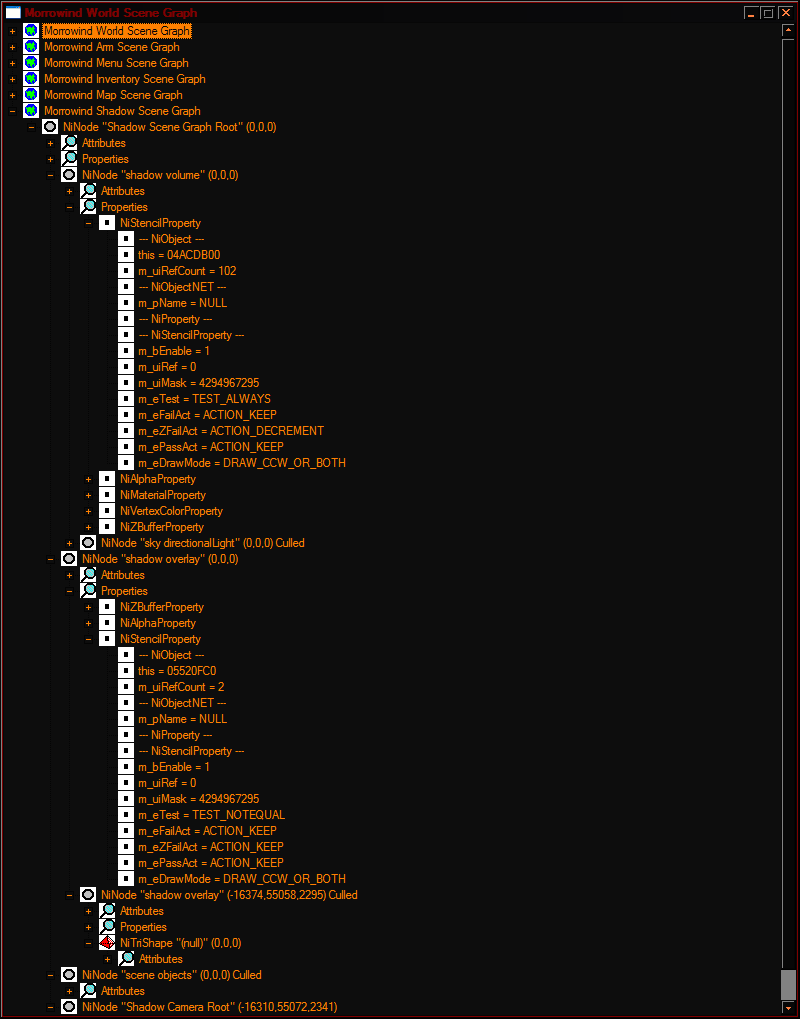 Morrowind World Scene Graph
Morrowind World Scene Graph
Morrowind Arm Scene Graph
Morrowind Menu Scene Graph
Morrowind Inventory Scene Graph
Morrowind Map Scene Graph
Morrowind Shadow Scene Graph
NiNode "Shadow Scene Graph Root" (0,0,0)
Attributes
Properties
NiNode "shadow volume" (0,0,0)
Attributes
Properties
NiStencilProperty
--- NiObject ---
this = 04ACDB00
m_uiRefCount = 102
--- NiObjectNET ---
m_pName = NULL
--- NiProperty ---
--- NiStencilProperty ---
m_bEnable = 1
m_uiRef = 0
m_uiMask = 4294967295
m_eTest = TEST_ALWAYS
m_eFailAct = ACTION_KEEP
m_eZFailAct = ACTION_DECREMENT
m_ePassAct = ACTION_KEEP
m_eDrawMode = DRAW_CCW_OR_BOTH
NiAlphaProperty
NiMaterialProperty
NiVertexColorProperty
NiZBufferProperty
NiNode "sky directionalLight" (0,0,0) Culled
NiNode "shadow overlay" (0,0,0)
Attributes
Properties
NiZBufferProperty
NiAlphaProperty
NiStencilProperty
--- NiObject ---
this = 05520FC0
m_uiRefCount = 2
--- NiObjectNET ---
m_pName = NULL
--- NiProperty ---
--- NiStencilProperty ---
m_bEnable = 1
m_uiRef = 0
m_uiMask = 4294967295
m_eTest = TEST_NOTEQUAL
m_eFailAct = ACTION_KEEP
m_eZFailAct = ACTION_KEEP
m_ePassAct = ACTION_KEEP
m_eDrawMode = DRAW_CCW_OR_BOTH
NiNode "shadow overlay" (-16374,55058,2295) Culled
Attributes
Properties
NiTriShape "(null)" (0,0,0)
Attributes
NiNode "scene objects" (0,0,0) Culled
Attributes
NiNode "Shadow Camera Root" (-16310,55072,2341)